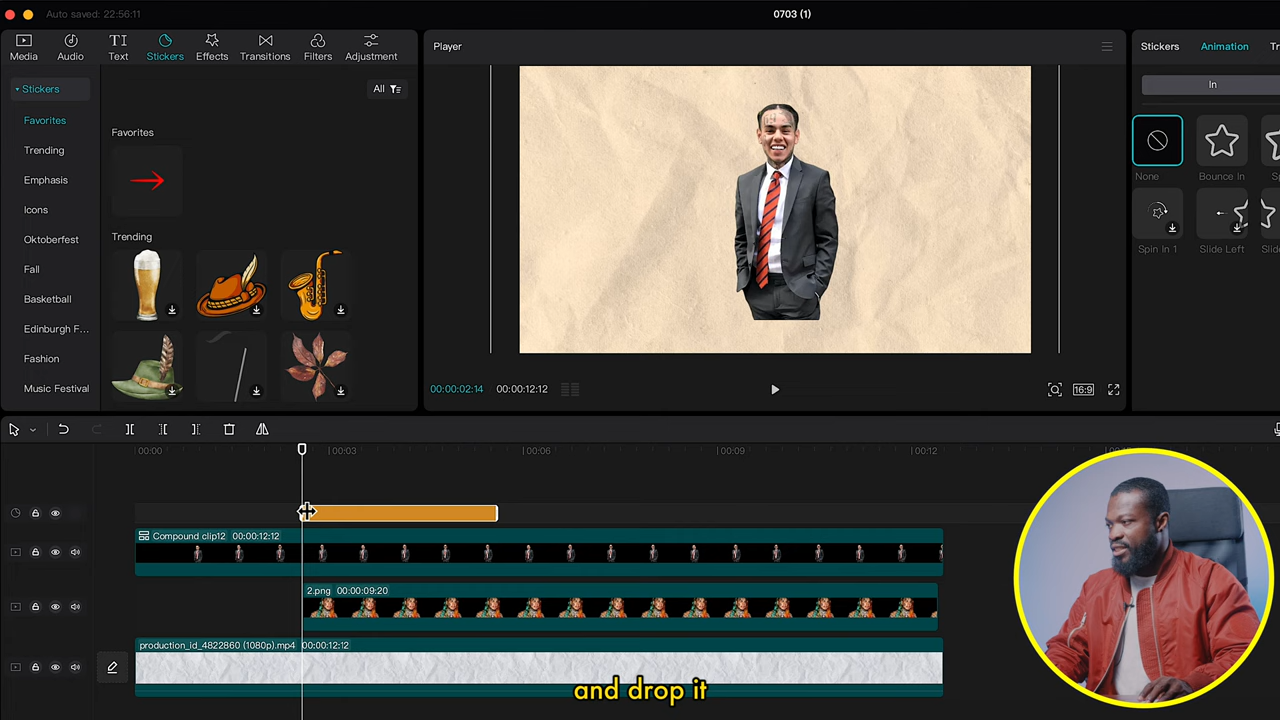 Auto saved: 22:56:11
0703 (1)
Media
Audio
TI
Text
Stickers
Effects
Transitions
Filters
Adjustment
Stickers
Favorites
Trending
Emphasis
Icons
Oktoberfest
Fall
Basketball
Edinburgh F...
Fashion
Music Festival
All
Favorites
Trending
Player
00:00:02:14
00:00:12:12
16:9
Stickers
Animation
Tr
In
None
Bounce In
Sp
Spin In 1
Slide Left
Slid
00:00
00:03
00:06
00:09
00:12
Compound clip12 00:00:12:12
2.png 00:00:09:20
production_id_4822860 (1080p).mp4 00:00:12:12
and drop it